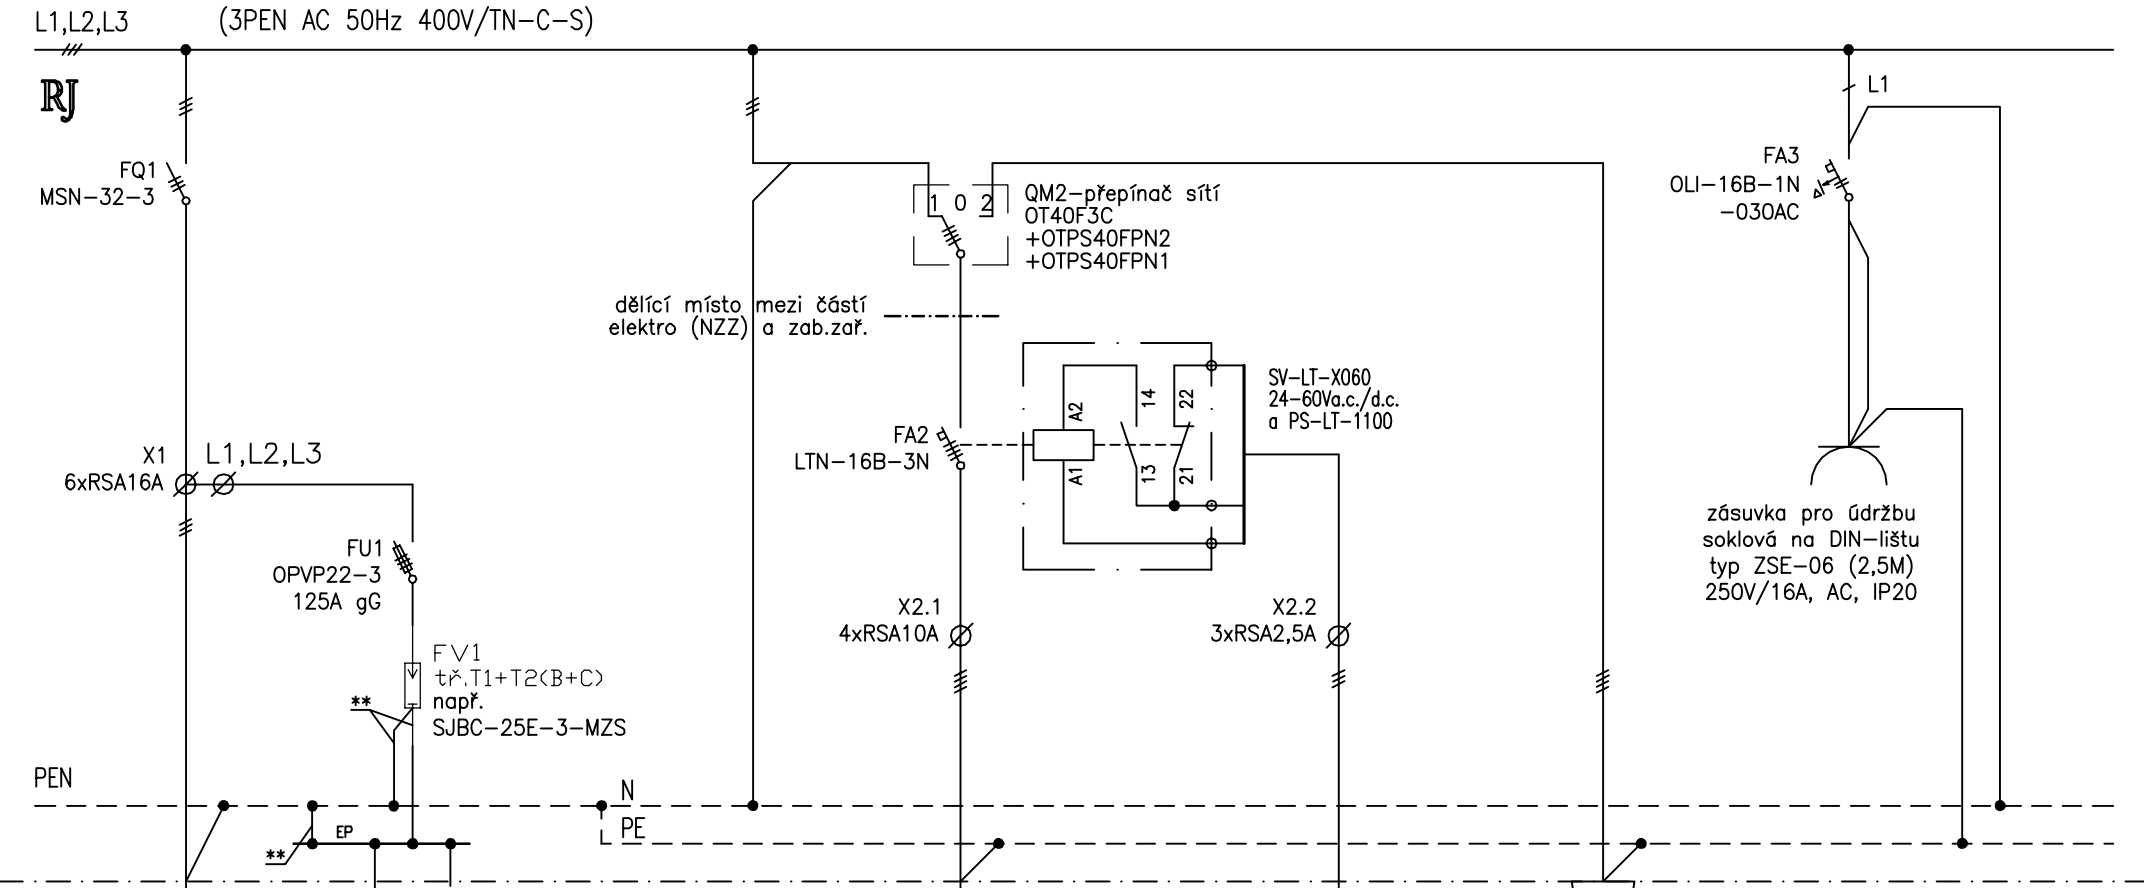 L1,L2,L3
(3PEN AC 50Hz 400V/TN-C-S)
RJ
FQ1
MSN-32-3
X1
6xRSA16A
L1,L2,L3
FU1
OPVP22-3
125A gG
FV1
tř.T1+T2(B+C)
např.
SJBC-25E-3-MZS
**
PEN
EP
**
N
PE
1 0 2
QM2-přepínač sítí
OT40F3C
+OTPS40FPN2
+OTPS40FPN1
dělící místo mezi částí
elektro (NZZ) a zab.zař.
FA2
LTN-16B-3N
A2
A1
14
13
22
21
SV-LT-X060
24-60Va.c./d.c.
a PS-LT-1100
X2.1
4xRSA10A
X2.2
3xRSA2,5A
L1
FA3
OLI-16B-1N
-030AC
zásuvka pro údržbu
soklová na DIN-lištu
typ ZSE-06 (2,5M)
250V/16A, AC, IP20